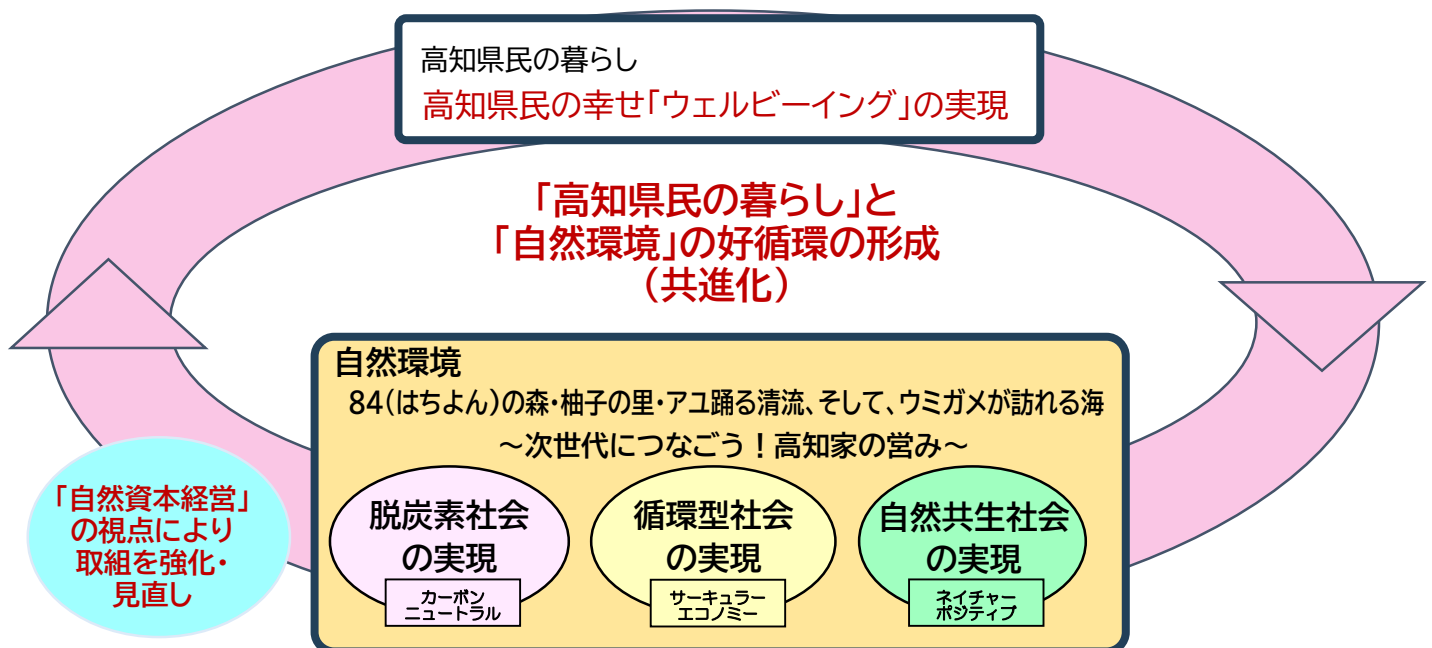 高知県民の暮らし
高知県民の幸せ「ウェルビーイング」の実現
「高知県民の暮らし」と
「自然環境」の好循環の形成
（共進化）
自然環境
84(はちよん)の森・柚子の里・アユ踊る清流、そして、ウミガメが訪れる海
～次世代につなごう！高知家の営み～
「自然資本経営」
の視点により
取組を強化・
見直し
脱炭素社会
の実現
カーボン
ニュートラル
循環型社会
の実現
サーキュラー
エコノミー
自然共生社会
の実現
ネイチャー
ポジティブ